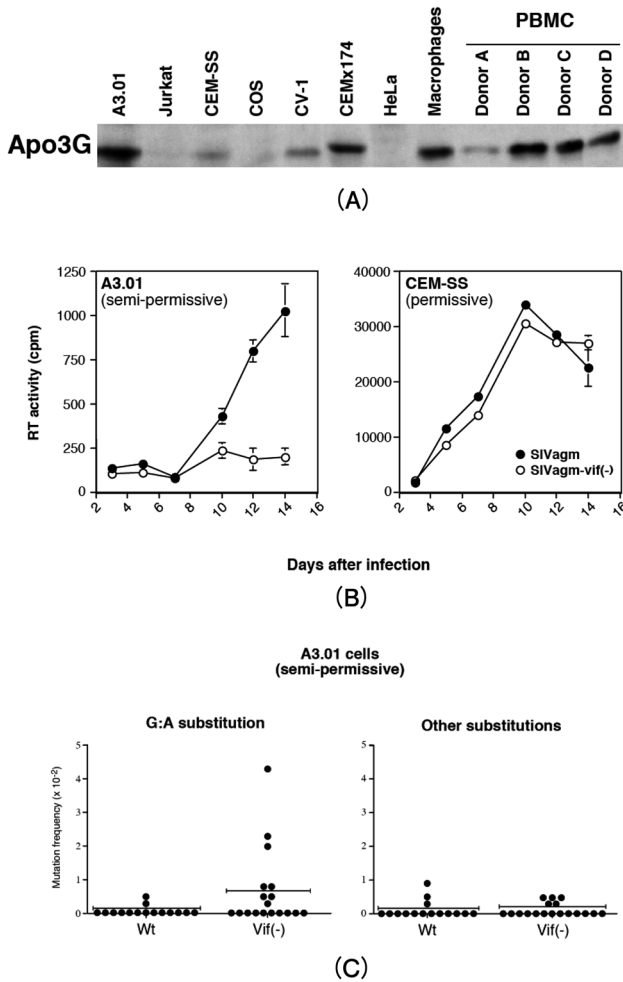 PBMC
A3.01
Jurkat
CEM-SS
COS
CV-1
CEMx174
HeLa
Macrophages
Donor A
Donor B
Donor C
Donor D
Apo3G
(A)
A3.01
(semi-permissive)
1250
1000
750
500
250
0
RT activity (cpm)
2 4 6 8 10 12 14 16
CEM-SS
(permissive)
40000
30000
20000
10000
0
SIVagm
SIVagm-vif(-)
2 4 6 8 10 12 14 16
Days after infection
(B)
A3.01 cells
(semi-permissive)
G:A substitution
5
4
3
2
1
0
Mutation frequency (x 10-2)
Wt Vif(-)
Other substitutions
5
4
3
2
1
0
Wt Vif(-)
(C)